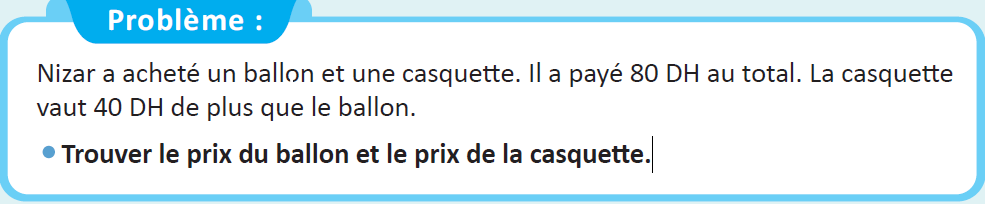 Problème :
Nizar a acheté un ballon et une casquette. Il a payé 80 DH au total. La casquette
vaut 40 DH de plus que le ballon.
• Trouver le prix du ballon et le prix de la casquette.